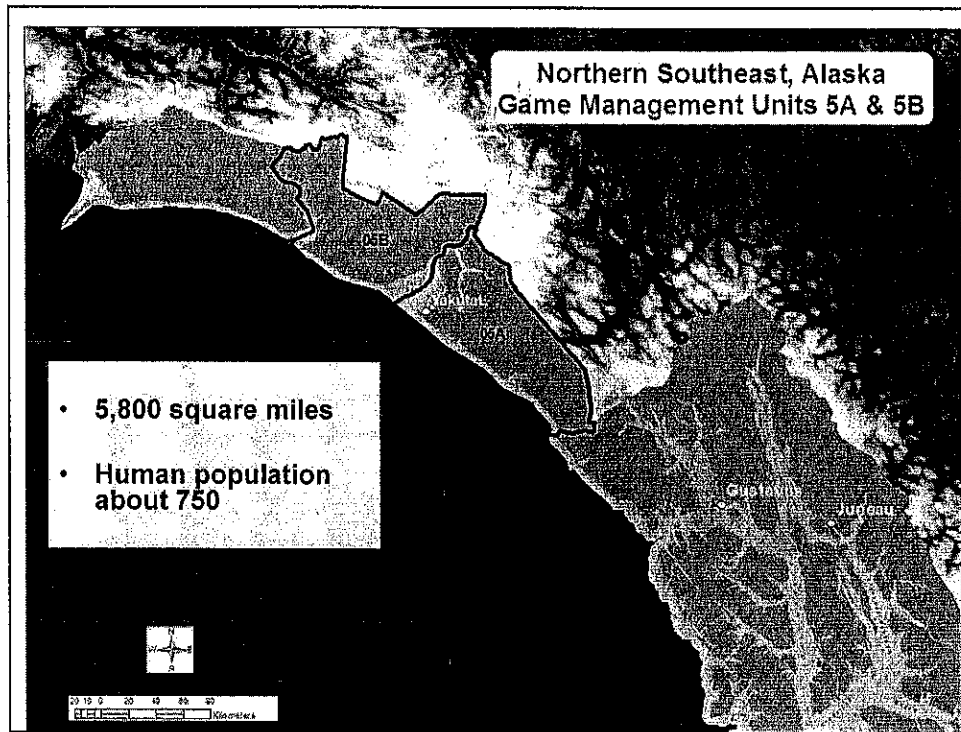 Northern Southeast, Alaska
Game Management Units 5A & 5B
05B
Yakutat
05A
• 5,800 square miles
• Human population
about 750
Gustavus
Juneau
N
Kilometers